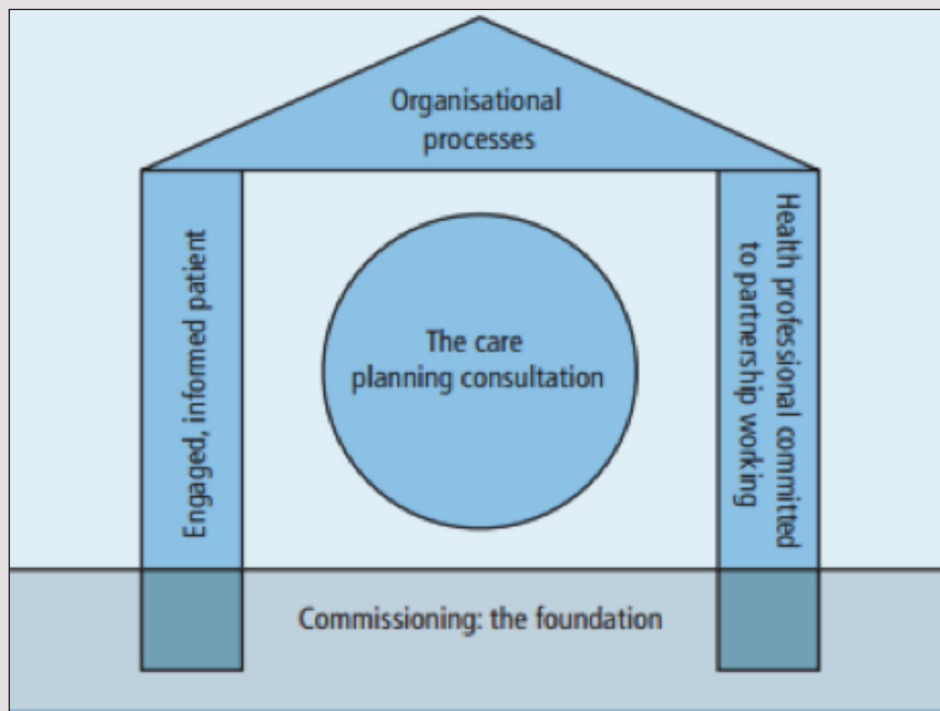 Organisational
processes
Engaged, informed patient
The care
planning consultation
Health professional committed
to partnership working
Commissioning: the foundation